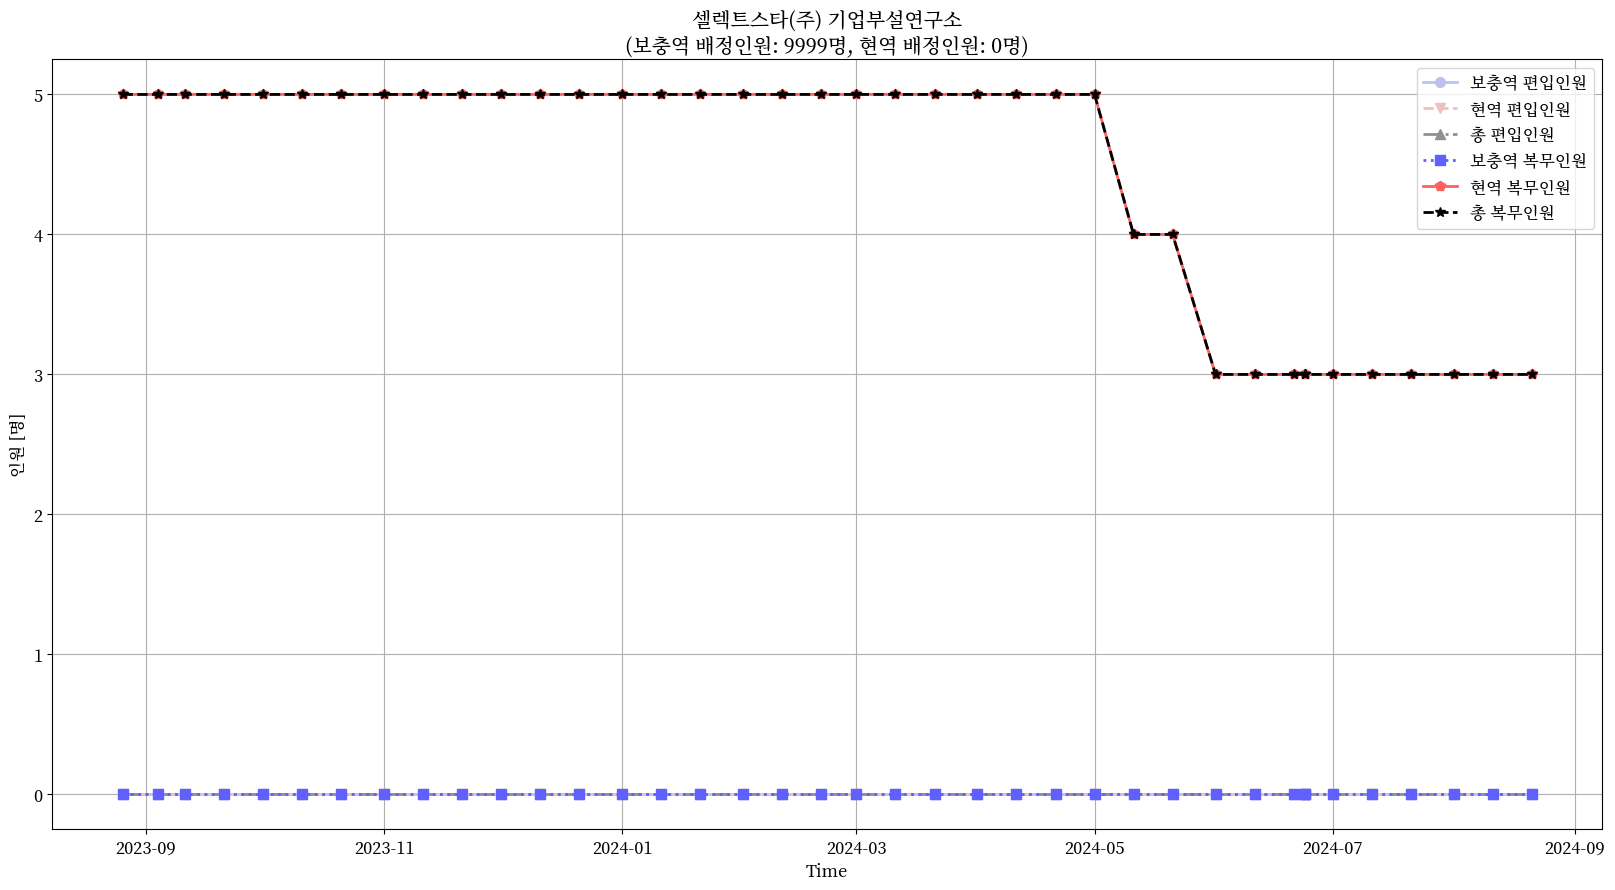 셀렉트스타(주) 기업부설연구소
(보충역 배정인원: 9999명, 현역 배정인원: 0명)
보충역 편입인원
현역 편입인원
총 편입인원
보충역 복무인원
현역 복무인원
총 복무인원
인원 [명]
5
4
3
2
1
0
2023-09
2023-11
2024-01
2024-03
2024-05
2024-07
2024-09
Time